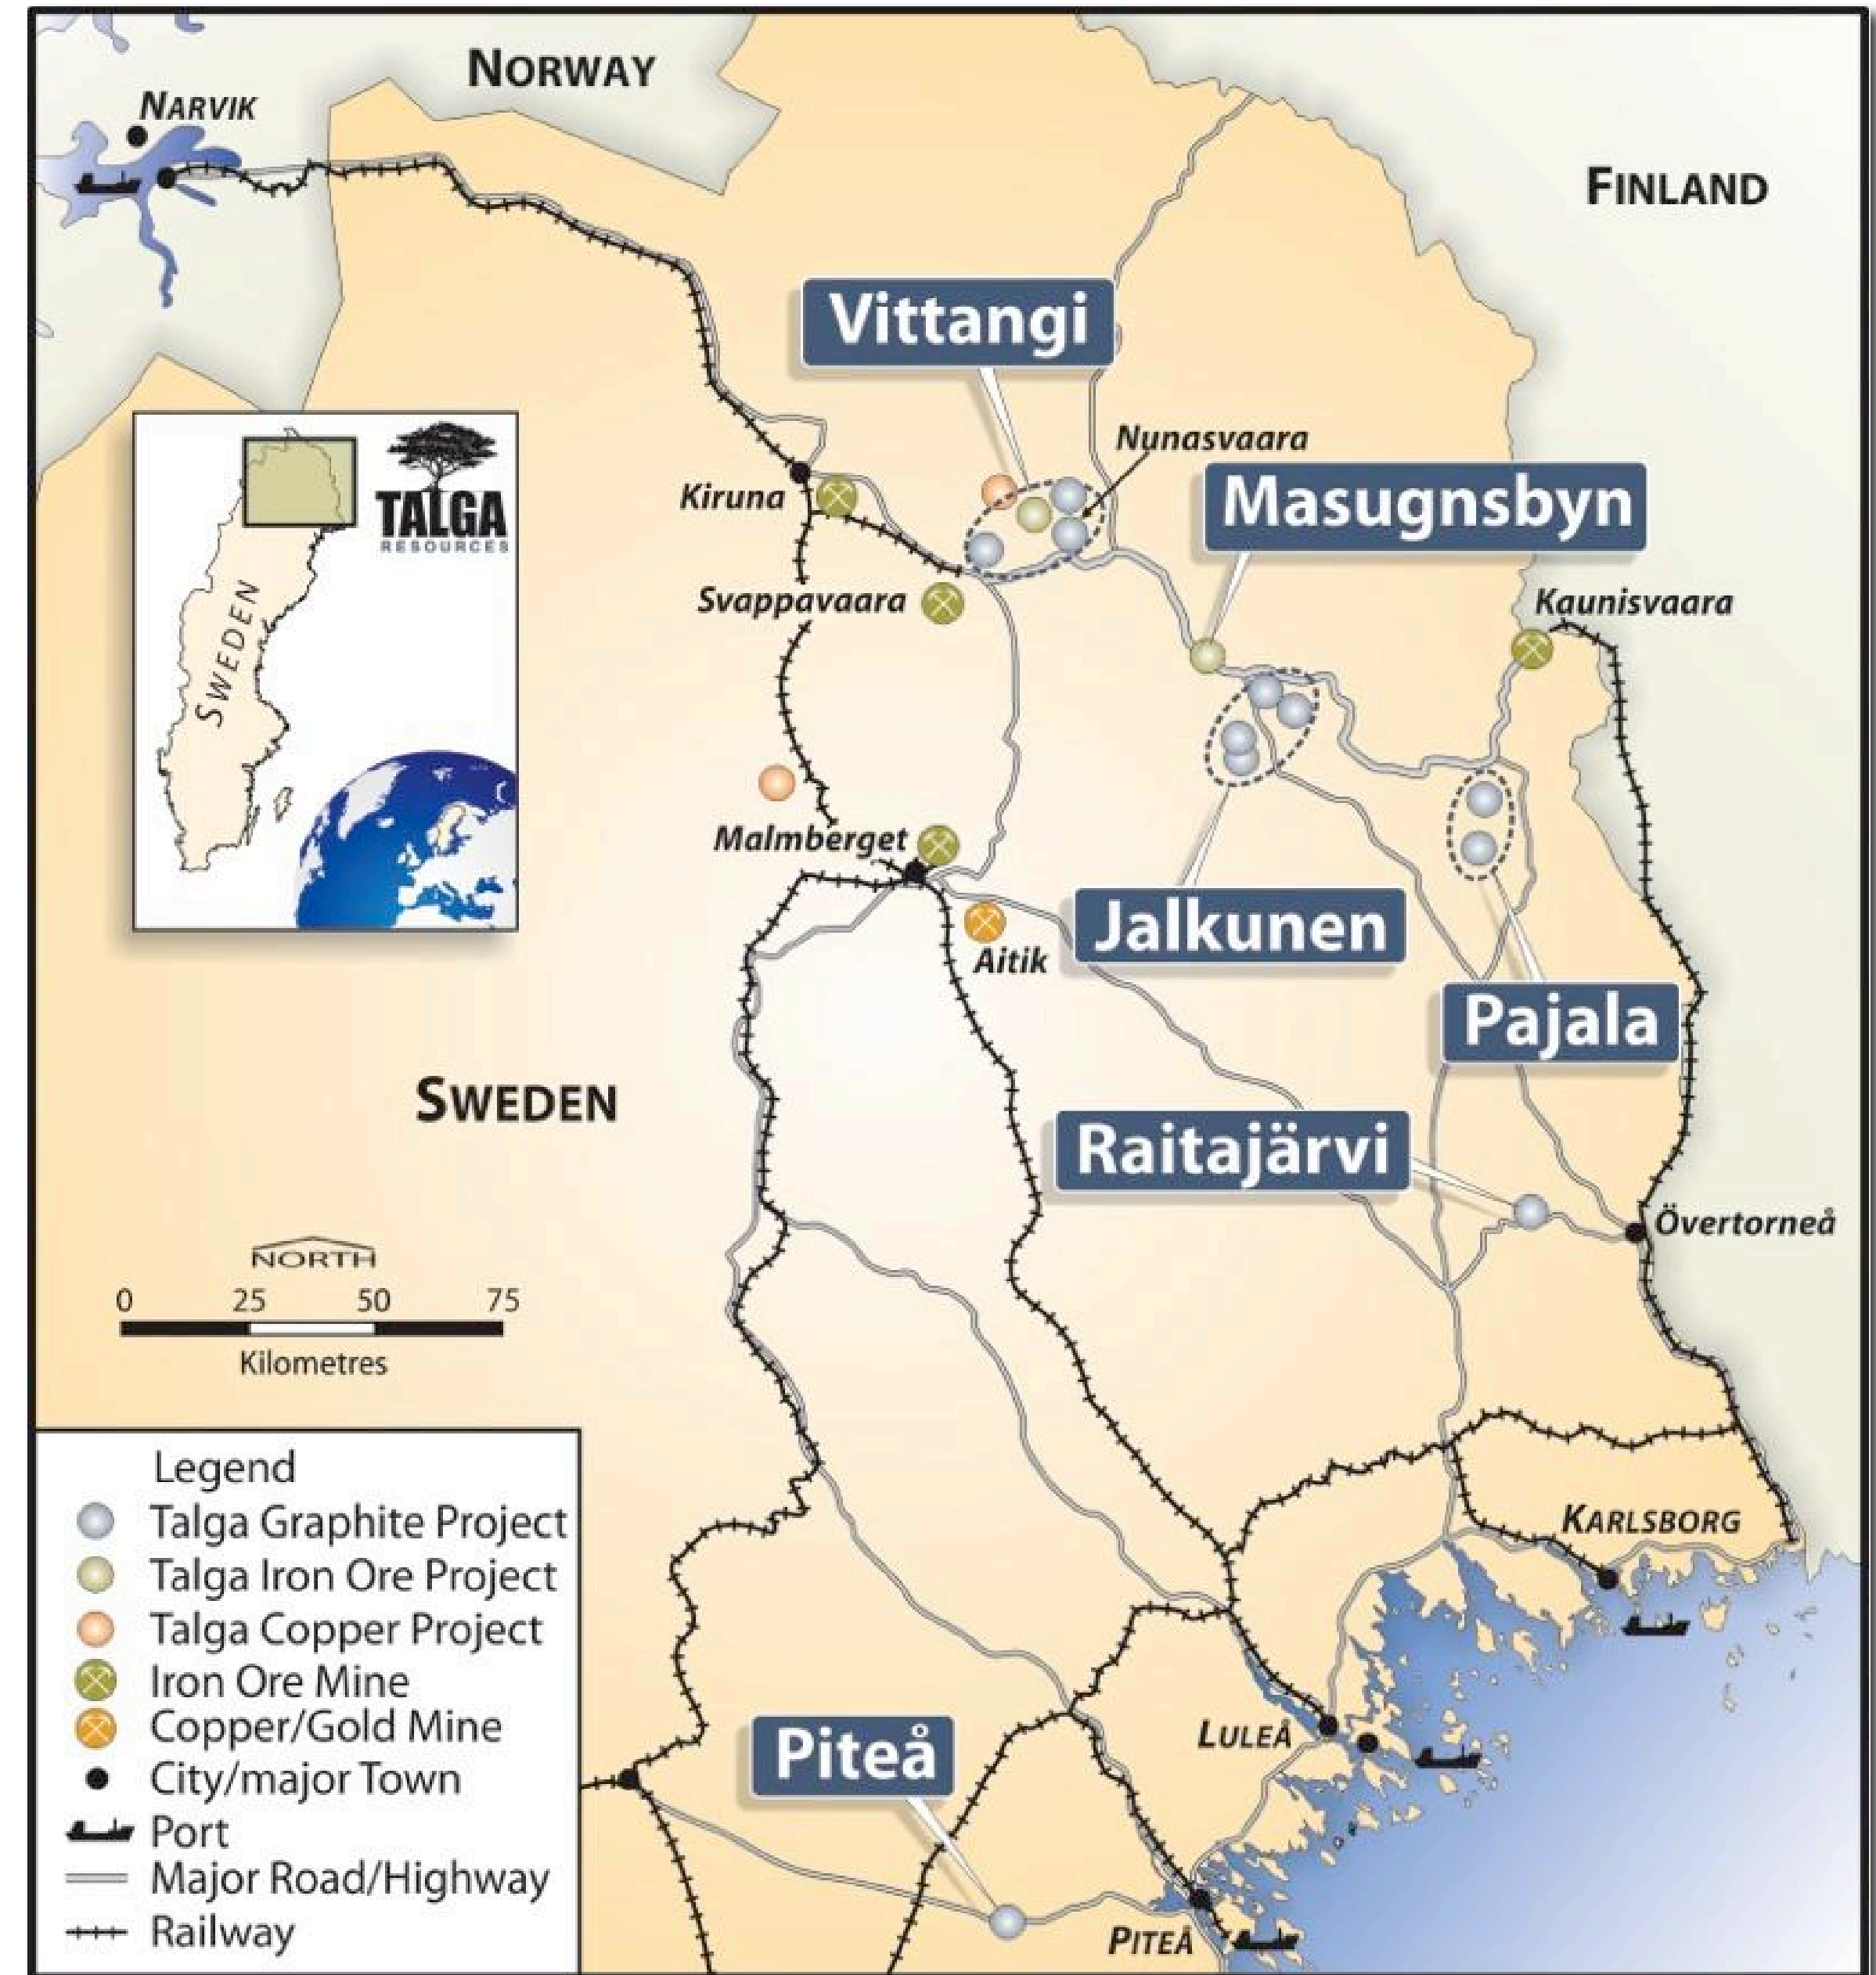 NORWAY
NARVIK
FINLAND
Vittangi
Nunasvaara
Masugnsbyn
Kiruna
TALGA
RESOURCES
SWEDEN
Svappavaara
Kaunisvaara
Malmberget
Jalkunen
Aitik
Pajala
SWEDEN
Raitajärvi
Övertorneå
NORTH
0 25 50 75
Kilometres
Legend
Talga Graphite Project
Talga Iron Ore Project
Talga Copper Project
Iron Ore Mine
Copper/Gold Mine
City/major Town
Port
Major Road/Highway
Railway
KARLSBORG
LULEÅ
Piteå
PITEÅ